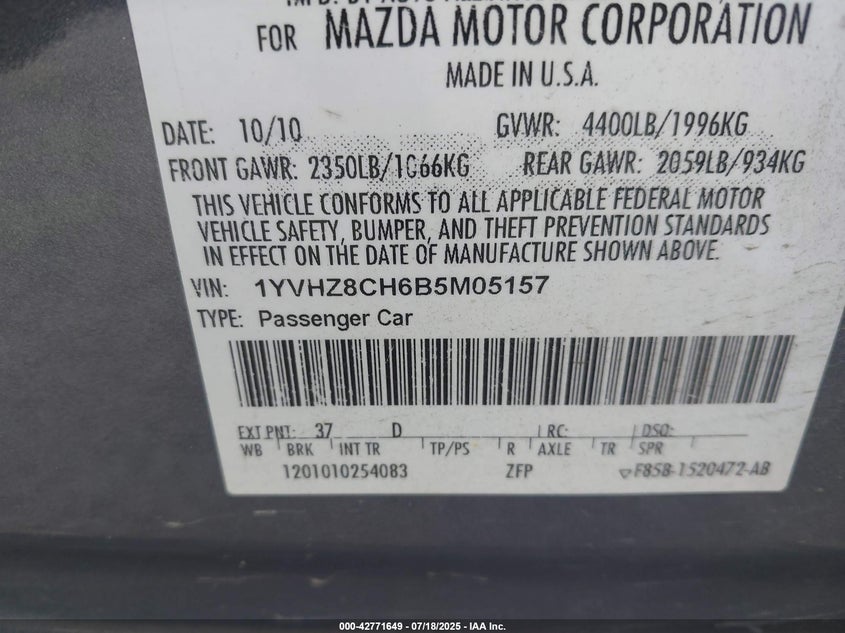 FOR MAZDA MOTOR CORPORATION
MADE IN U.S.A.
DATE: 10/10 GVWR: 4400LB/1996KG
FRONT GAWR: 2350LB/1066KG REAR GAWR: 2059LB/934KG
THIS VEHICLE CONFORMS TO ALL APPLICABLE FEDERAL MOTOR
VEHICLE SAFETY, BUMPER, AND THEFT PREVENTION STANDARDS
IN EFFECT ON THE DATE OF MANUFACTURE SHOWN ABOVE.
VIN: 1YVHZ8CH6B5M05157
TYPE: Passenger Car
EXT PNT: 37 D RC: DSO:
WB BRK INT TR TP/PS R AXLE TR SPR
1201010254083 ZFP F85B-1520472-AB
000-42771649 / 07/18/2025 - IAA Inc.